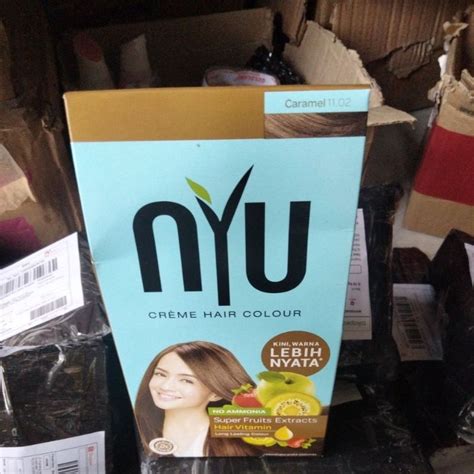 Caramel 11.02
NYU
CRÈME HAIR COLOUR
KINI, WARNA
LEBIH
NYATA*
NO AMMONIA
Super Fruits Extracts
Hair Vitamin
Long Lasting Colour